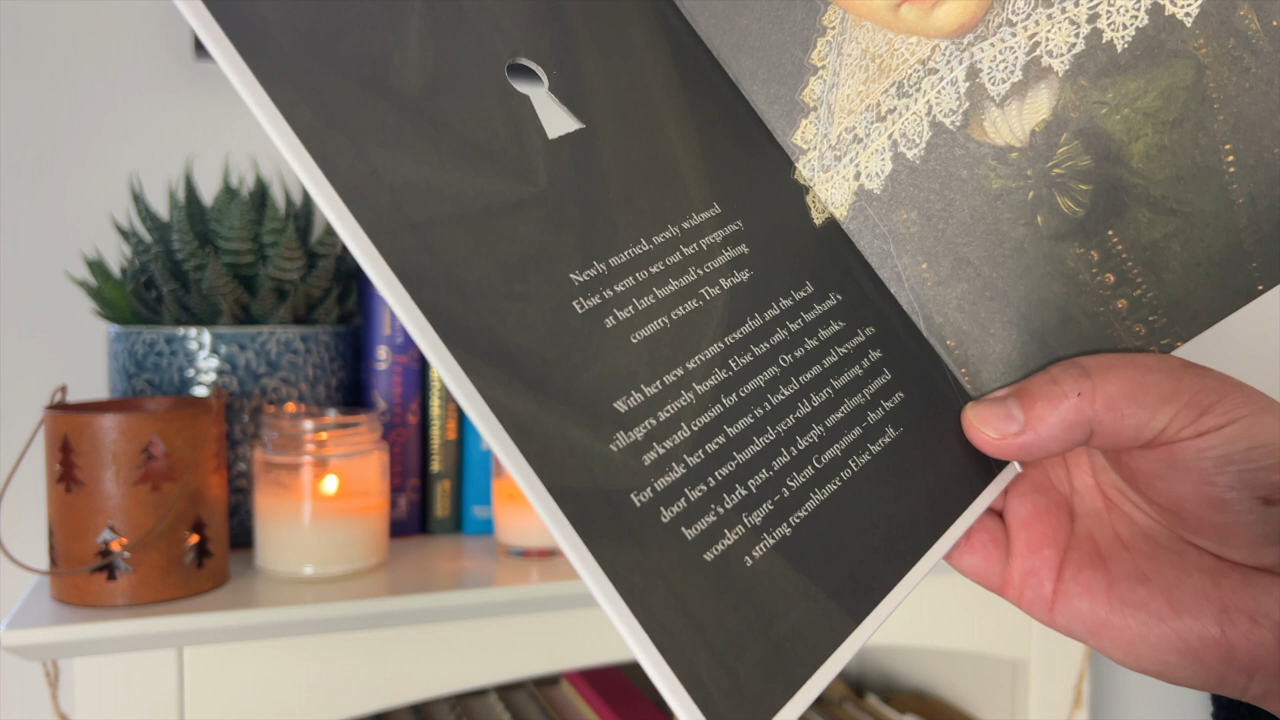 Newly married, newly widowed
Elsie is sent to see out her pregnancy
at her late husband's crumbling
country estate, The Bridge.
With her new servants resentful and the local
villagers actively hostile, Elsie has only her husband's
awkward cousin for company. Or so she thinks.
For inside her new home is a locked room and beyond its
door lies a two-hundred-year-old diary hinting at the
house's dark past, and a deeply unsettling painted
wooden figure – a Silent Companion – that bears
a striking resemblance to Elsie herself...